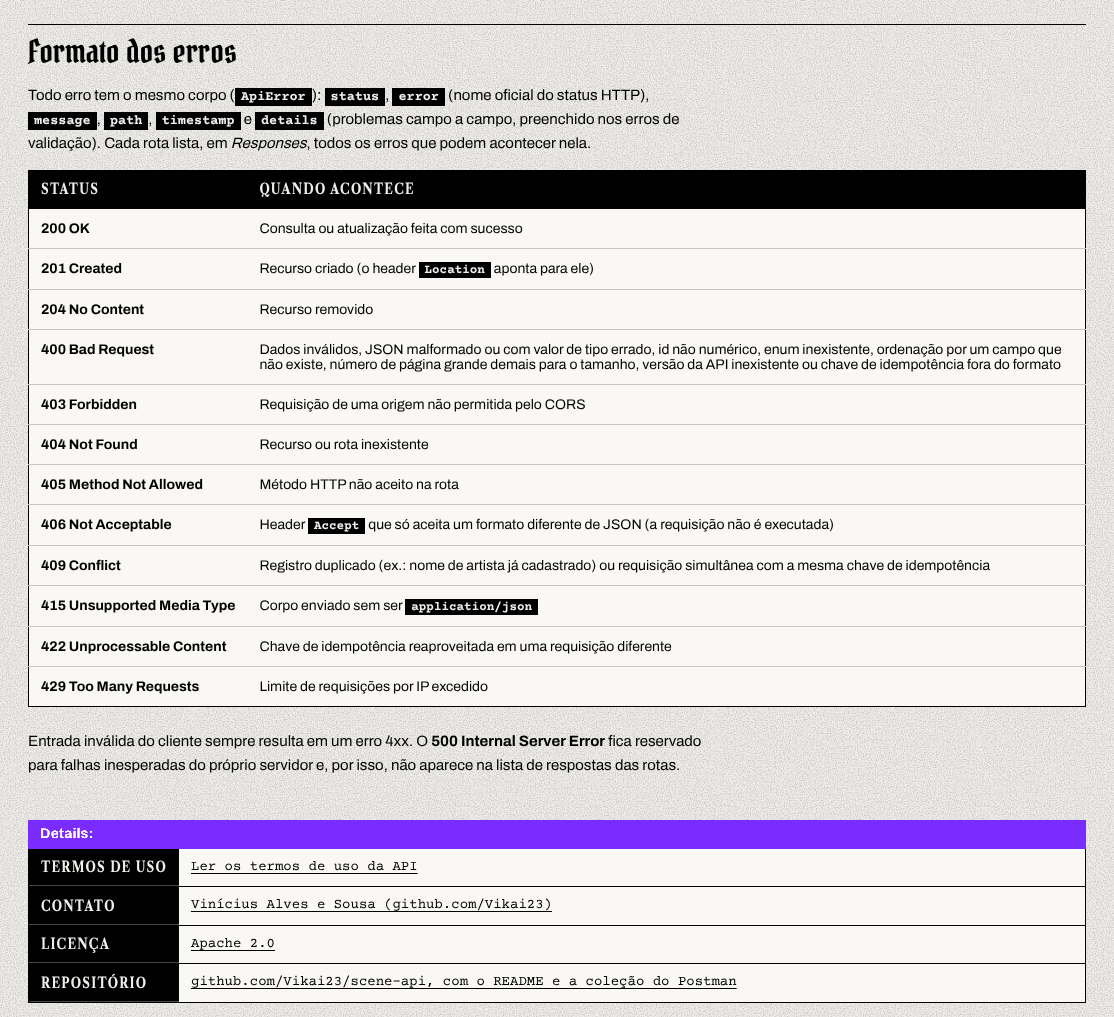 Formato dos erros
Todo erro tem o mesmo corpo (ApiError): status, error (nome oficial do status HTTP),
message, path, timestamp e details (problemas campo a campo, preenchido nos erros de
validação). Cada rota lista, em Responses, todos os erros que podem acontecer nela.
STATUS QUANDO ACONTECE
200 OK Consulta ou atualização feita com sucesso
201 Created Recurso criado (o header Location aponta para ele)
204 No Content Recurso removido
400 Bad Request Dados inválidos, JSON malformado ou com valor de tipo errado, id não numérico, enum inexistente, ordenação por um campo que
não existe, número de página grande demais para o tamanho, versão da API inexistente ou chave de idempotência fora do formato
403 Forbidden Requisição de uma origem não permitida pelo CORS
404 Not Found Recurso ou rota inexistente
405 Method Not Allowed Método HTTP não aceito na rota
406 Not Acceptable Header Accept que só aceita um formato diferente de JSON (a requisição não é executada)
409 Conflict Registro duplicado (ex.: nome de artista já cadastrado) ou requisição simultânea com a mesma chave de idempotência
415 Unsupported Media Type Corpo enviado sem ser application/json
422 Unprocessable Content Chave de idempotência reaproveitada em uma requisição diferente
429 Too Many Requests Limite de requisições por IP excedido
Entrada inválida do cliente sempre resulta em um erro 4xx. O 500 Internal Server Error fica reservado
para falhas inesperadas do próprio servidor e, por isso, não aparece na lista de respostas das rotas.
Details:
TERMOS DE USO Ler os termos de uso da API
CONTATO Vinícius Alves e Sousa (github.com/Vikai23)
LICENÇA Apache 2.0
REPOSITÓRIO github.com/Vikai23/scene-api, com o README e a coleção do Postman